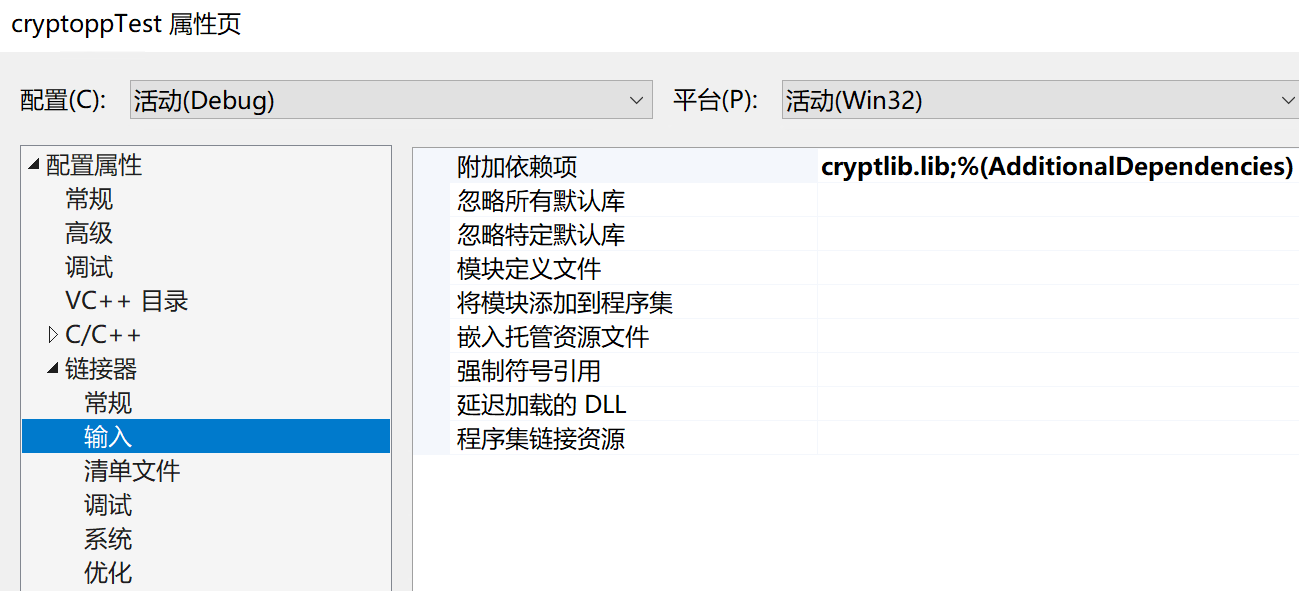 cryptoppTest 属性页
配置(C): 活动(Debug) 平台(P): 活动(Win32)
配置属性
常规
高级
调试
VC++ 目录
C/C++
链接器
常规
输入
清单文件
调试
系统
优化
附加依赖项 cryptlib.lib;%(AdditionalDependencies)
忽略所有默认库
忽略特定默认库
模块定义文件
将模块添加到程序集
嵌入托管资源文件
强制符号引用
延迟加载的 DLL
程序集链接资源